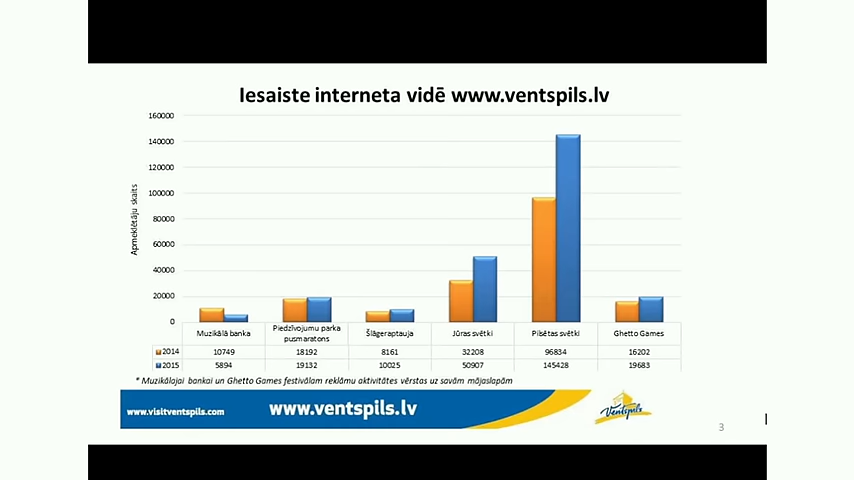 Iesaiste interneta vidē www.ventspils.lv
160000
140000
120000
100000
80000
60000
40000
20000
0
Apmeklētāju skaits
Muzikālā banka
Piedzīvojumu parka pusmaratons
Šlāgeraptauja
Jūras svētki
Pilsētas svētki
Ghetto Games
2014 10749 18192 8161 32208 96834 16202
2015 5894 19132 10025 50907 145428 19683
* Muzikālajai bankai un Ghetto Games festivālam reklāmu aktivitātes vērstas uz savām mājaslapām
www.visitventspils.com
www.ventspils.lv
Ventspils
3